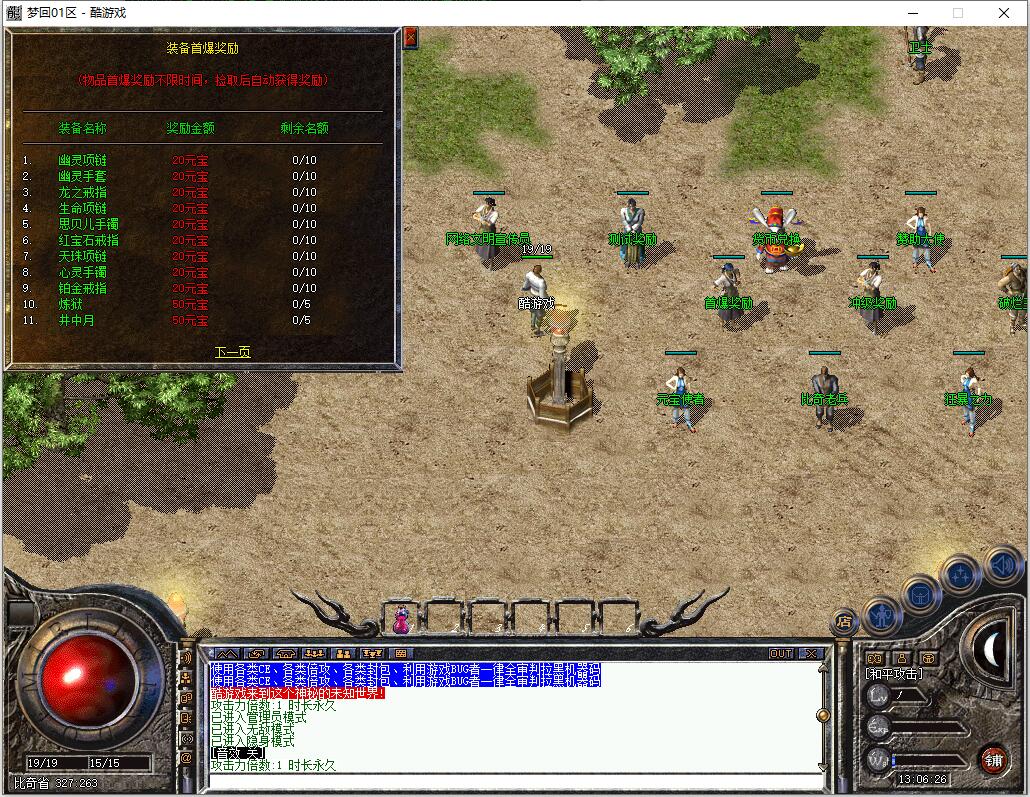 梦回01区 - 酷游戏
装备首爆奖励
(物品首爆奖励不限时间，捡取后自动获得奖励)
装备名称 奖励金额 剩余名额
1. 幽灵项链 20元宝 0/10
2. 幽灵手套 20元宝 0/10
3. 龙之戒指 20元宝 0/10
4. 生命项链 20元宝 0/10
5. 思贝儿手镯 20元宝 0/10
6. 红宝石戒指 20元宝 0/10
7. 天珠项链 20元宝 0/10
8. 心灵手镯 20元宝 0/10
9. 铂金戒指 20元宝 0/10
10. 炼狱 50元宝 0/5
11. 井中月 50元宝 0/5
下一页
卫士
网络文明宣传员 测试奖励 货币兑换 赞助大使
19/19
酷游戏 首爆奖励 冲级奖励 破烂王
元宝使者 比奇老兵 狂暴之力
店
OUT
使用各类CE、各类倍攻、各类封包、利用游戏BUG者一律全审判拉黑机器码
使用各类CE、各类倍攻、各类封包、利用游戏BUG者一律全审判拉黑机器码
酷游戏来到这个神秘的未知世界!
攻击力倍数:1 时长永久
已进入管理员模式
已进入无敌模式
已进入隐身模式
[音效 关]
攻击力倍数:1 时长永久
[和平攻击]
Lv 1
Exp
W
铺
19/19 15/15
比奇省 327:263
13:06:26